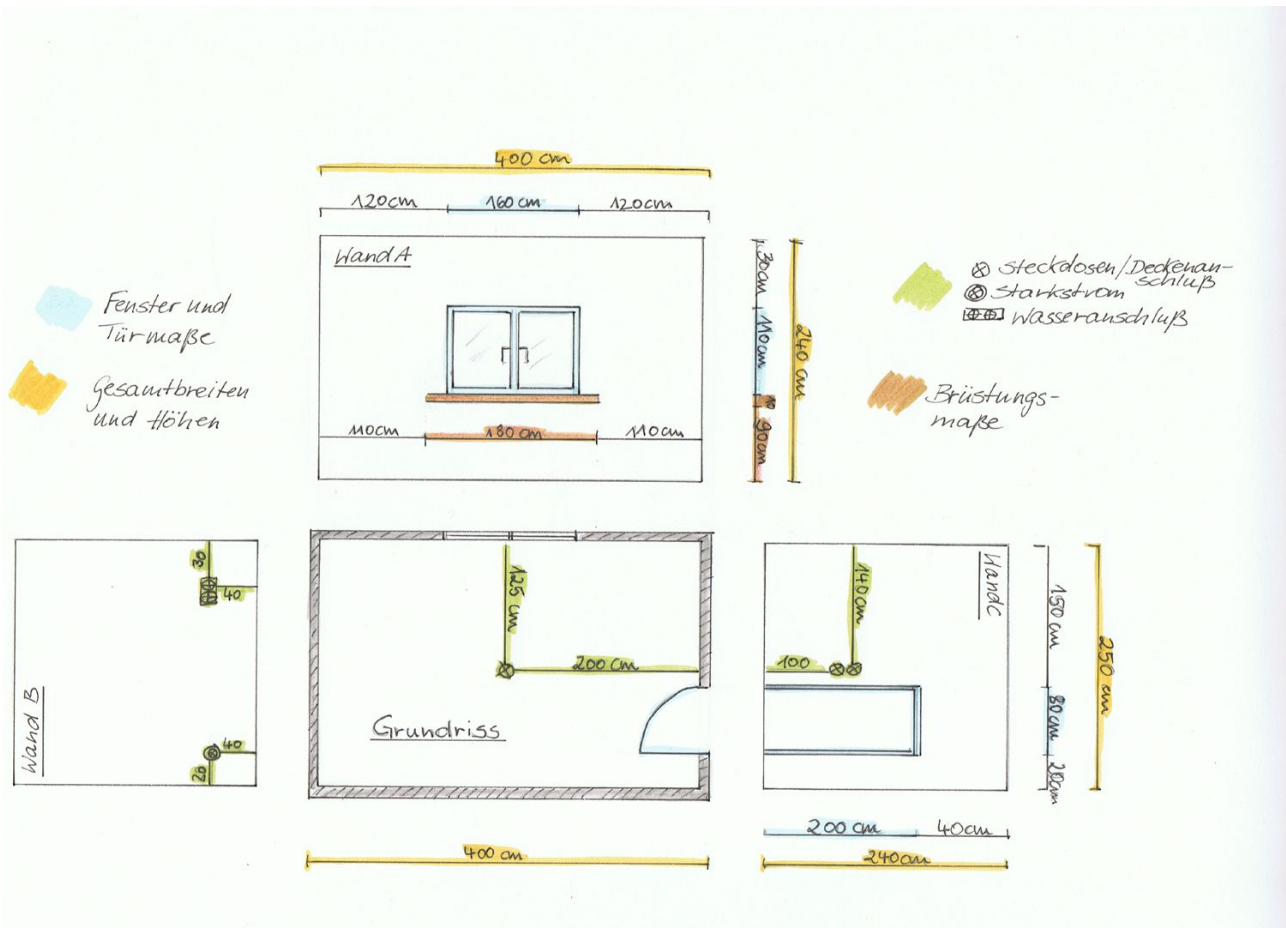 400 cm
120cm 160 cm 120cm
Wand A
30cm
110cm
10
90cm
240 cm
110cm 180 cm 110cm
Fenster und
Türmaße
Gesamtbreiten
und Höhen
Steckdosen/Deckenan-
schluß
Starkstrom
Wasseranschluß
Brüstungs-
maße
30
40
Wand B
40
20
125 cm
200 cm
Grundriss
400 cm
140cm
100
Wand C
150 cm
80cm
20cm
250 cm
200 cm 40cm
240cm